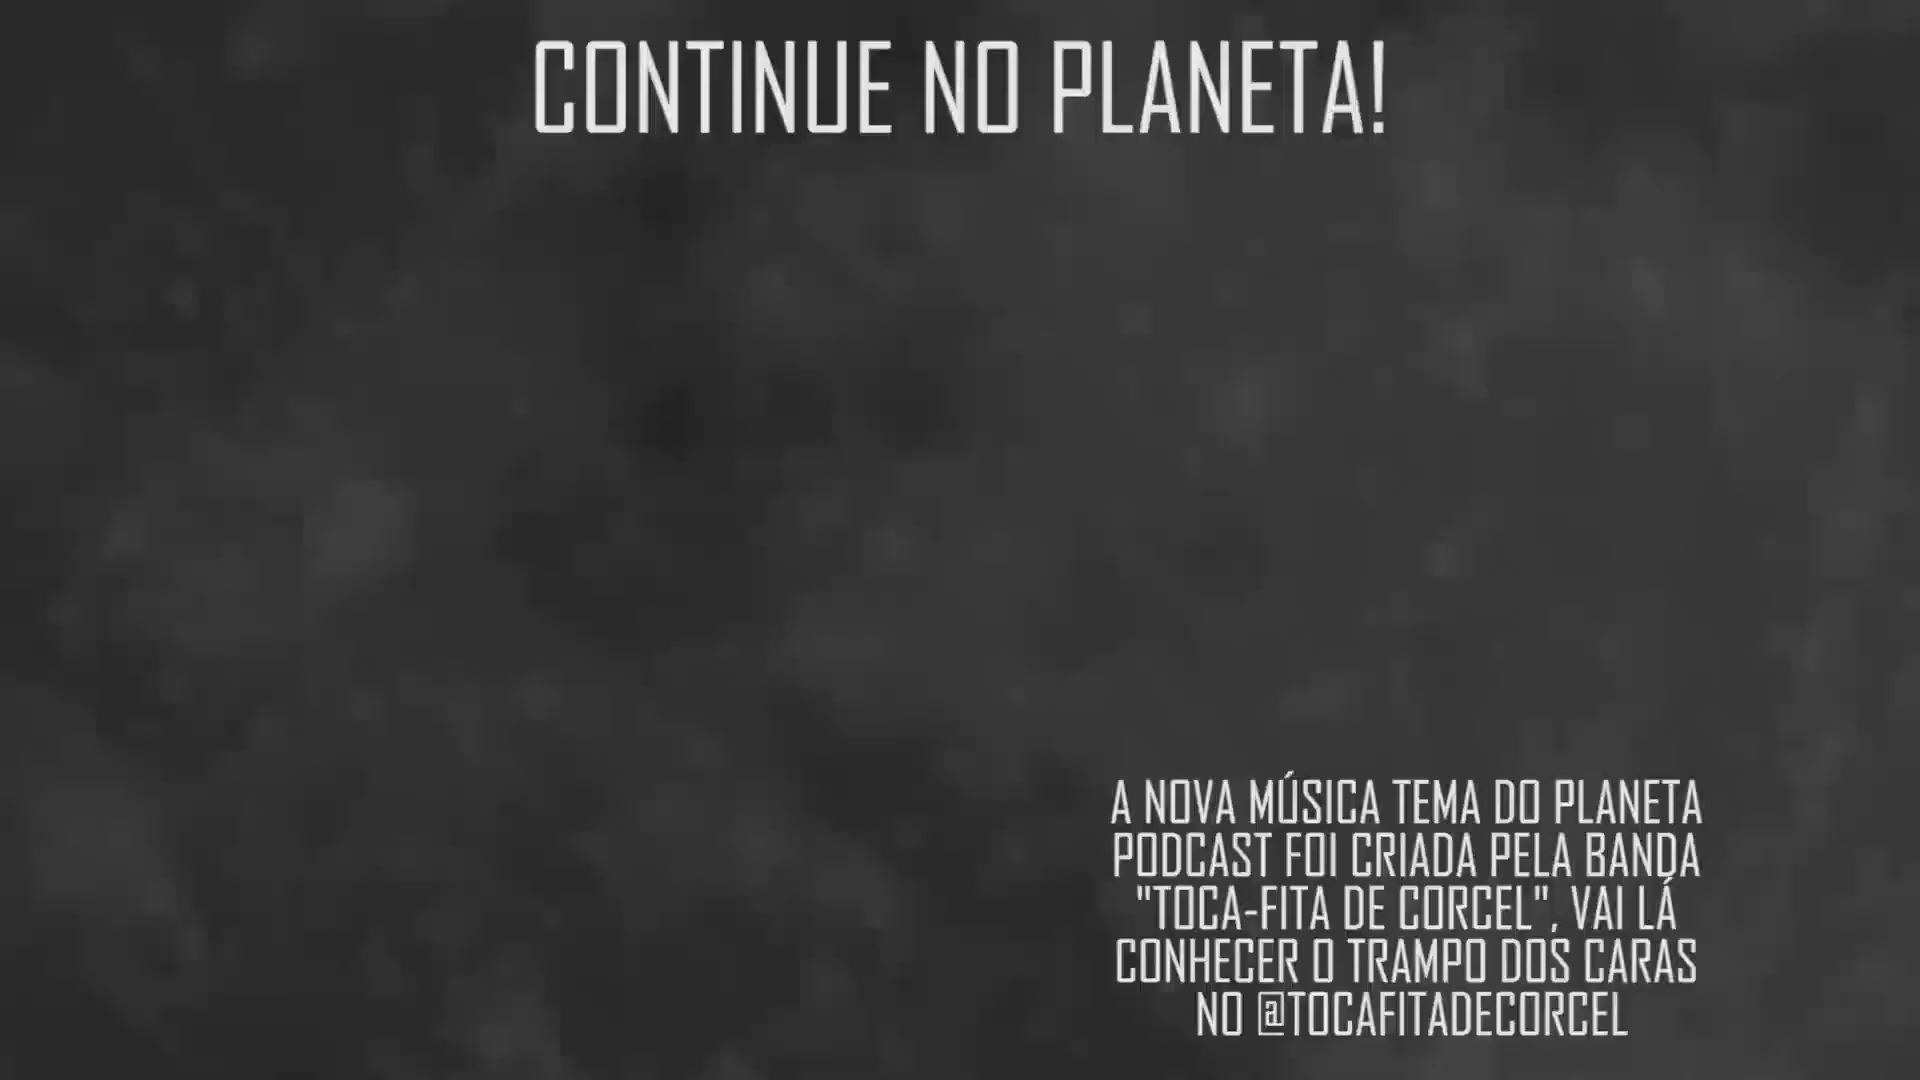 CONTINUE NO PLANETA!
A NOVA MÚSICA TEMA DO PLANETA
PODCAST FOI CRIADA PELA BANDA
"TOCA-FITA DE CORCEL", VAI LÁ
CONHECER O TRAMPO DOS CARAS
NO @TOCAFITADECORCEL